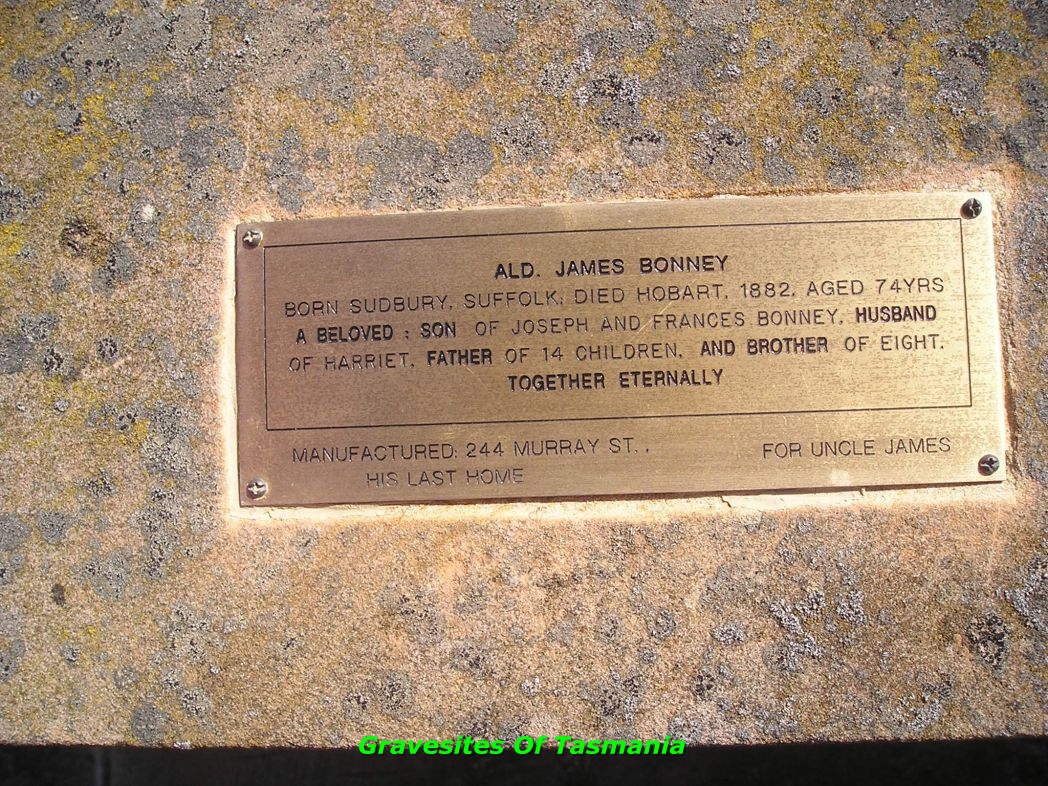 ALD. JAMES BONNEY
BORN SUDBURY, SUFFOLK, DIED HOBART, 1882, AGED 74YRS
A BELOVED : SON OF JOSEPH AND FRANCES BONNEY, HUSBAND
OF HARRIET, FATHER OF 14 CHILDREN, AND BROTHER OF EIGHT.
TOGETHER ETERNALLY
MANUFACTURED: 244 MURRAY ST., FOR UNCLE JAMES
HIS LAST HOME
Gravesites Of Tasmania